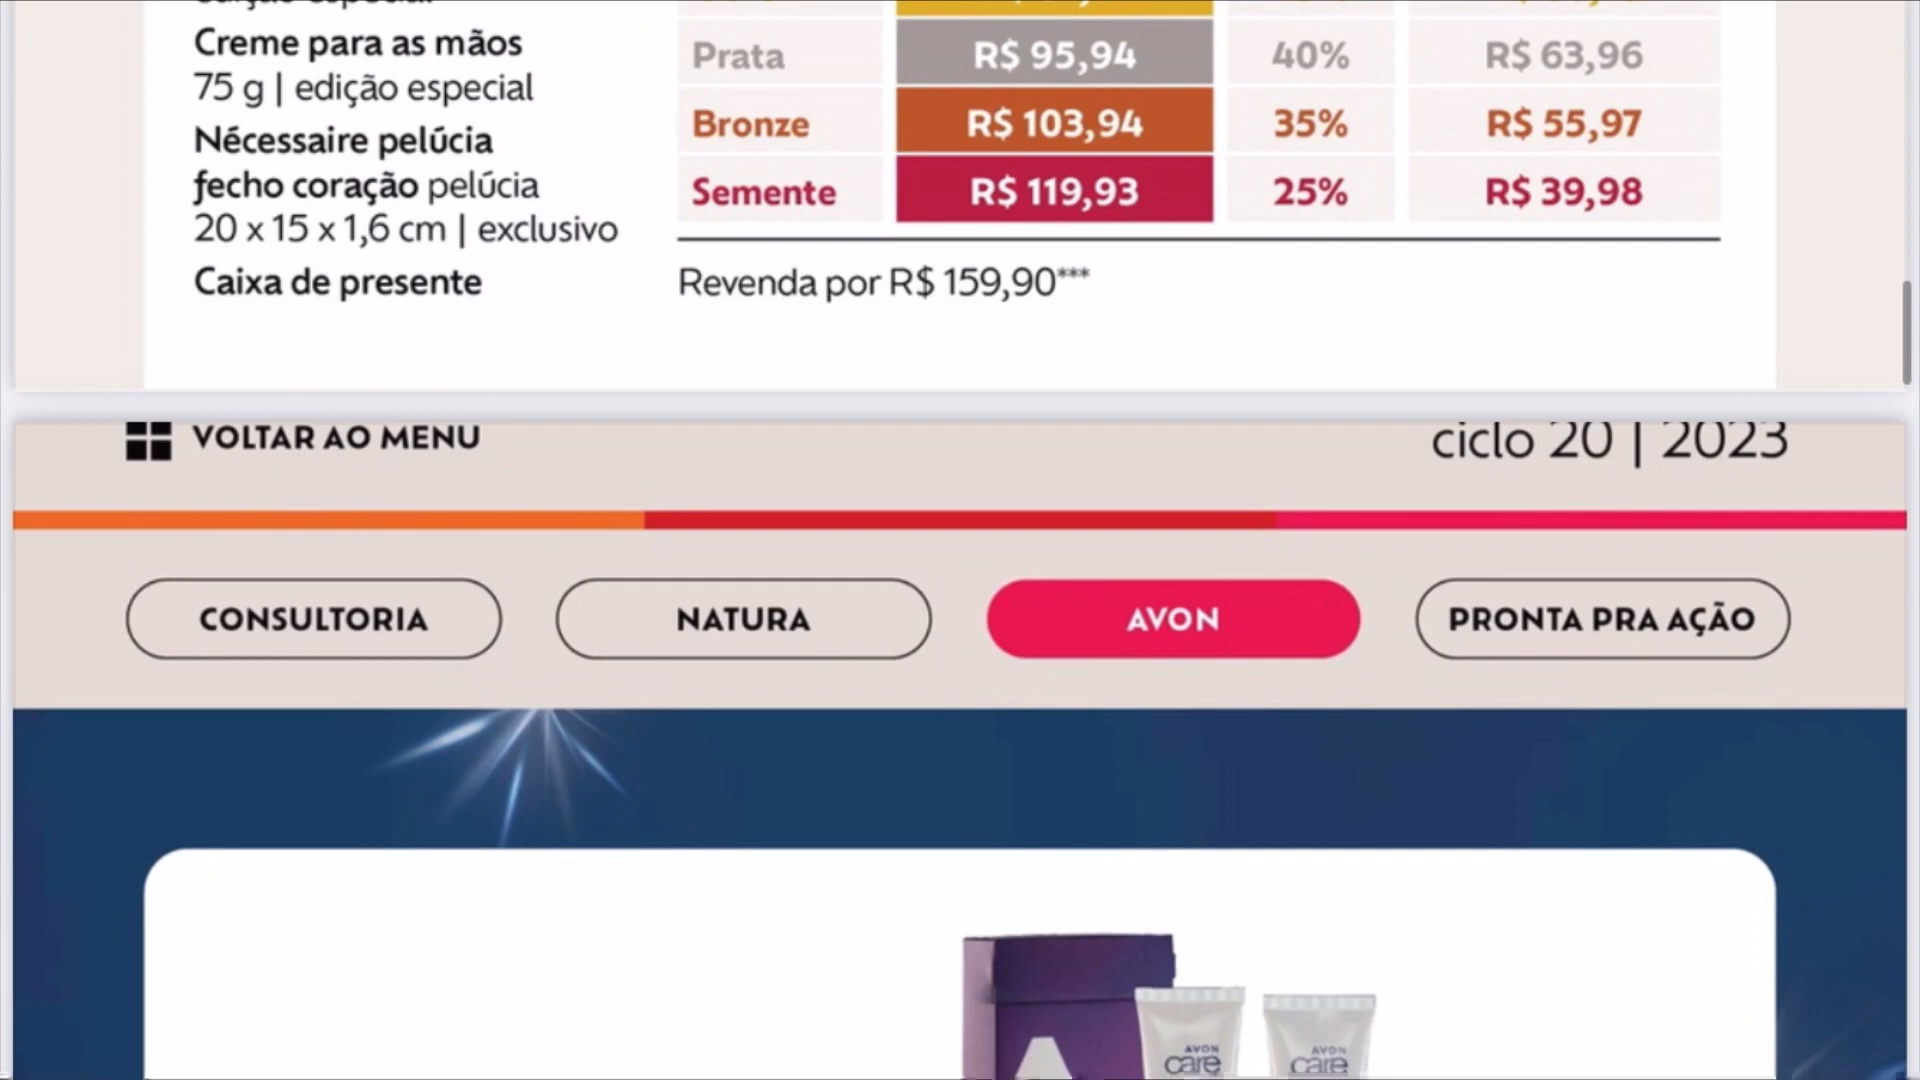 Creme para as mãos
75 g | edição especial
Nécessaire pelúcia
fecho coração pelúcia
20 x 15 x 1,6 cm | exclusivo
Caixa de presente
Prata R$ 95,94 40% R$ 63,96
Bronze R$ 103,94 35% R$ 55,97
Semente R$ 119,93 25% R$ 39,98
Revenda por R$ 159,90***
VOLTAR AO MENU
ciclo 20 | 2023
CONSULTORIA
NATURA
AVON
PRONTA PRA AÇÃO
A
AVON
care
AVON
care